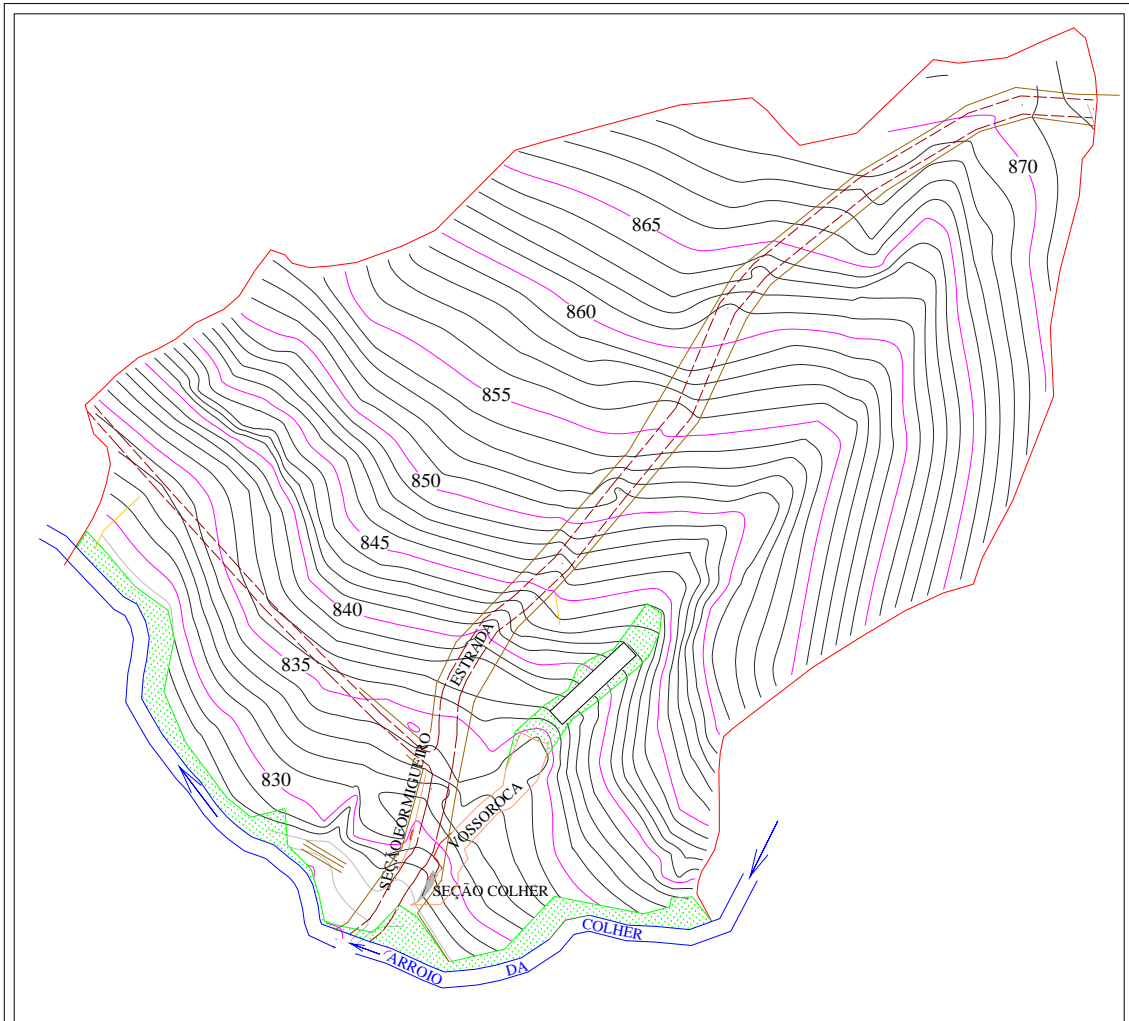 870
865
860
855
850
845
840
ESTRADA
835
SEÇÃO FORMIGUEIRO
830
VOSSOROCA
SEÇÃO COLHER
ARROIO DA COLHER